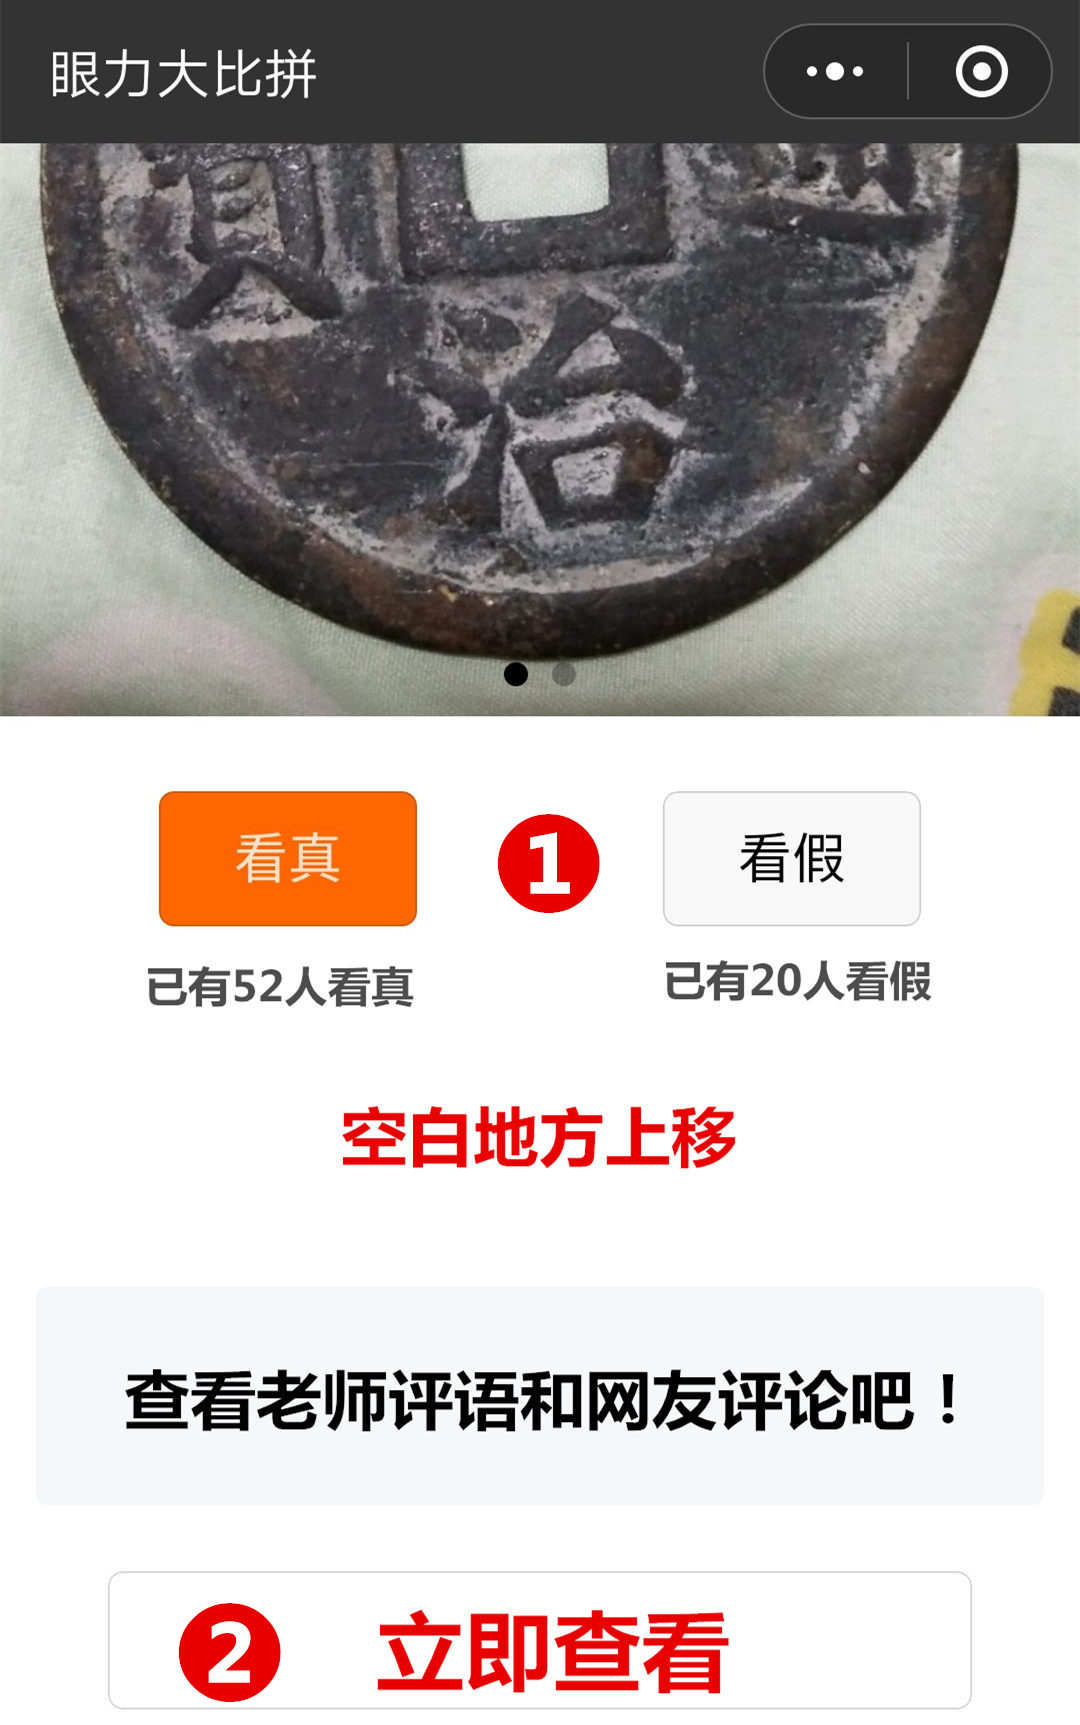 眼力大比拼
治
看真
1
看假
已有52人看真
已有20人看假
空白地方上移
查看老师评语和网友评论吧！
2 立即查看